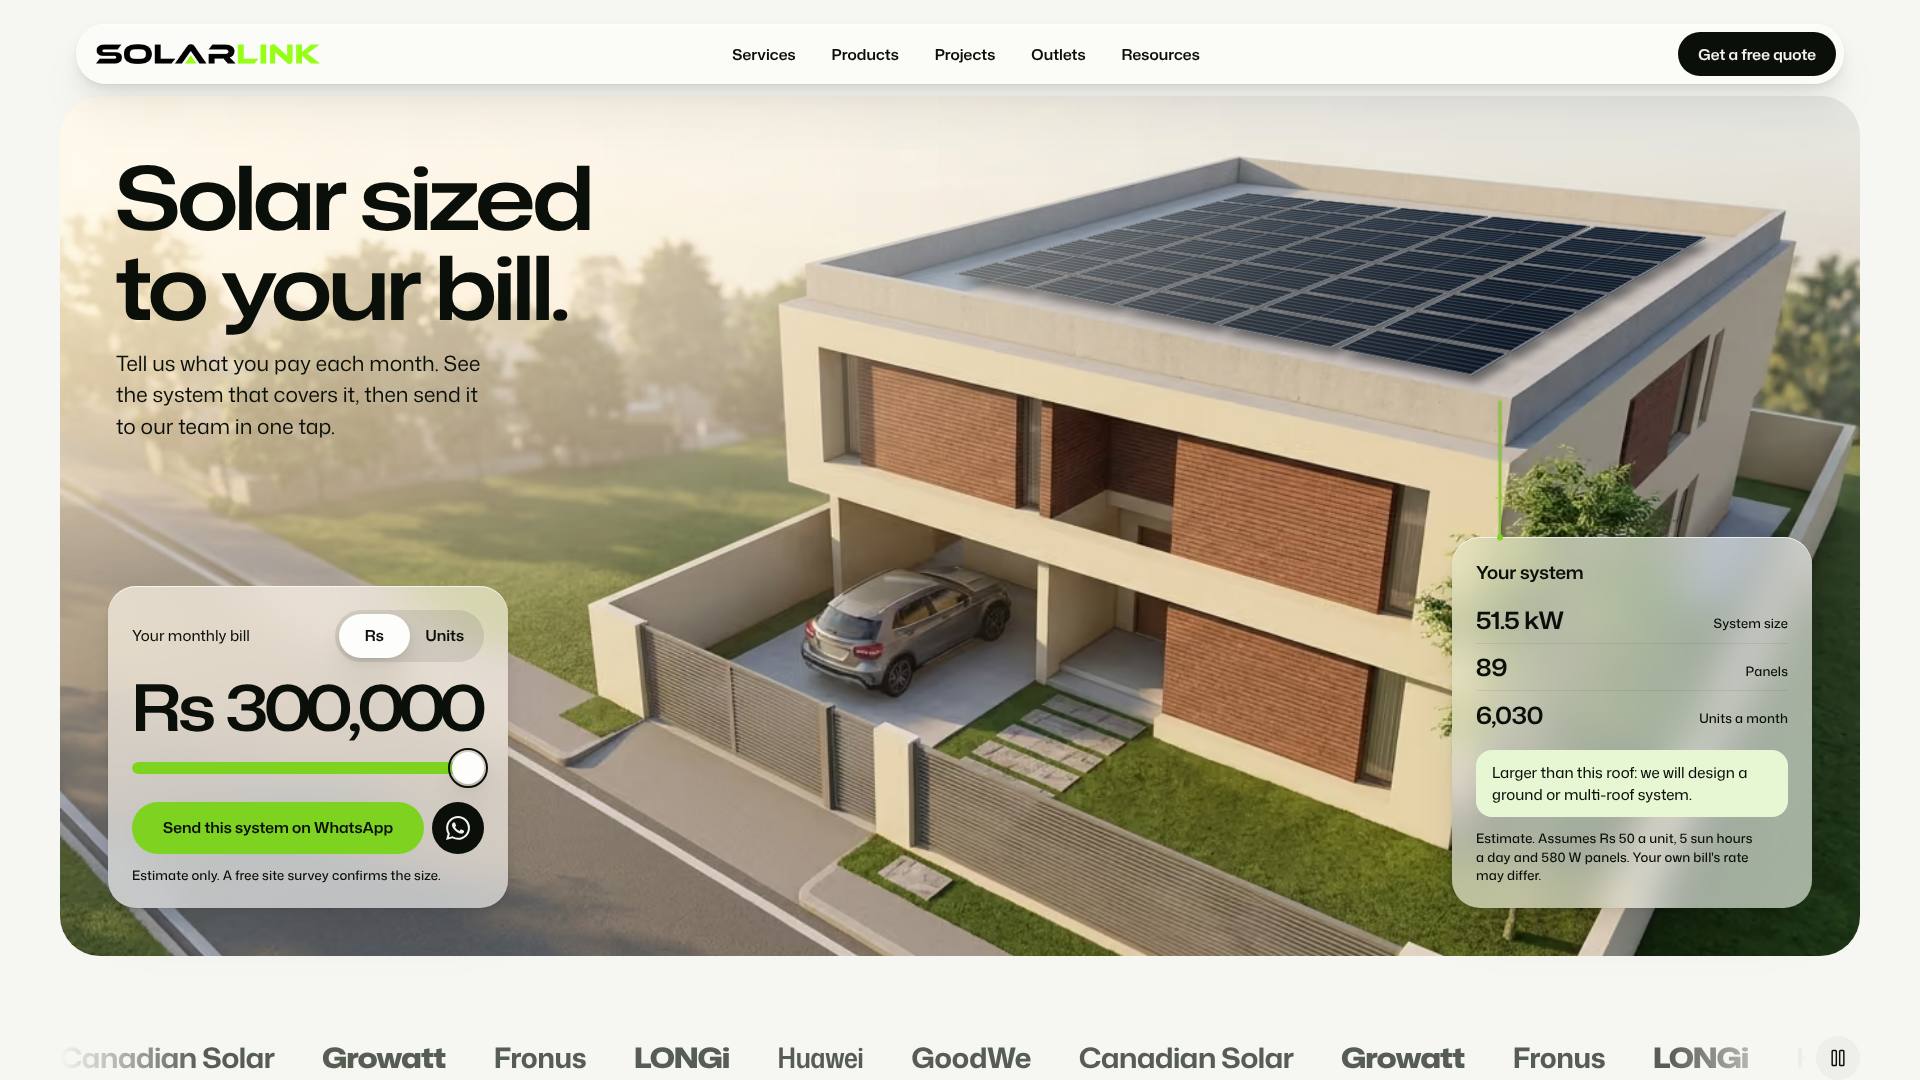 SOLARLINK
Services
Products
Projects
Outlets
Resources
Get a free quote
Solar sized
to your bill.
Tell us what you pay each month. See
the system that covers it, then send it
to our team in one tap.
Your monthly bill
Rs
Units
Rs 300,000
Send this system on WhatsApp
Estimate only. A free site survey confirms the size.
Your system
51.5 kW
System size
89
Panels
6,030
Units a month
Larger than this roof: we will design a
ground or multi-roof system.
Estimate. Assumes Rs 50 a unit, 5 sun hours
a day and 580 W panels. Your own bill's rate
may differ.
Canadian Solar
Growatt
Fronus
LONGi
Huawei
GoodWe
Canadian Solar
Growatt
Fronus
LONGi